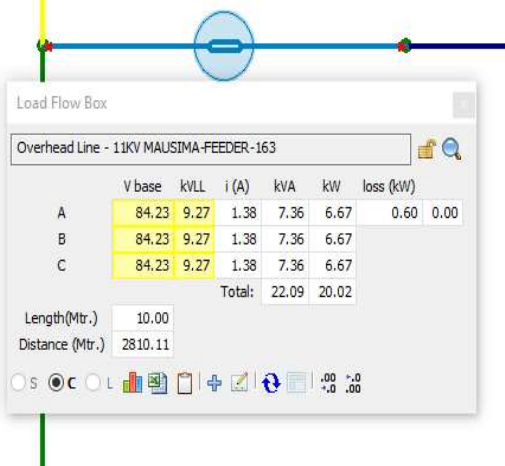 Load Flow Box
Overhead Line - 11KV MAUSIMA-FEEDER-163
V base kVLL i (A) kVA kW loss (kW)
A 84.23 9.27 1.38 7.36 6.67 0.60 0.00
B 84.23 9.27 1.38 7.36 6.67
C 84.23 9.27 1.38 7.36 6.67
Total: 22.09 20.02
Length(Mtr.) 10.00
Distance (Mtr.) 2810.11
S C L .00 +.0 +.0 .00